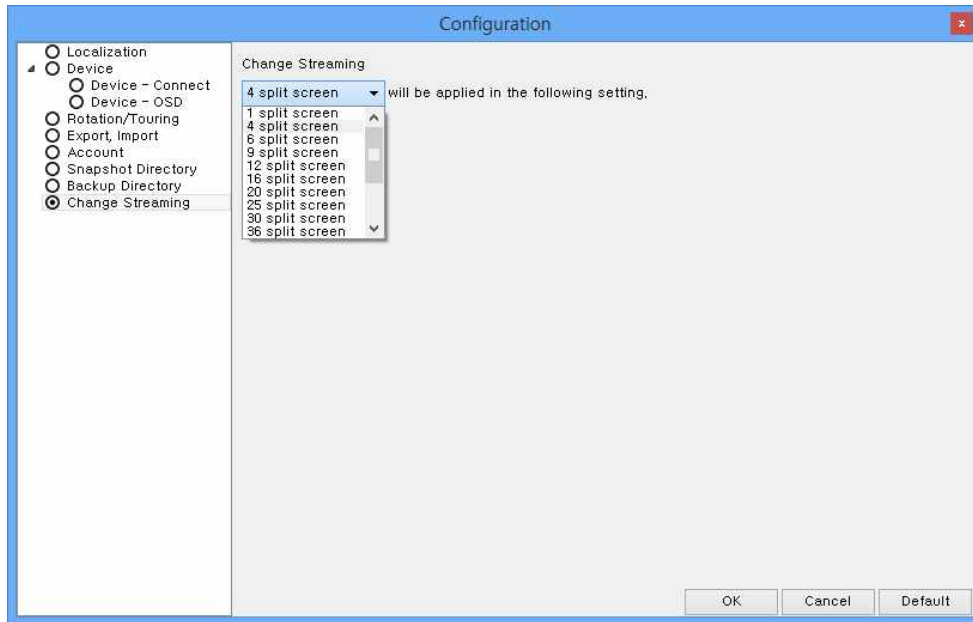 Configuration
x
Localization
Device
Device - Connect
Device - OSD
Rotation/Touring
Export, Import
Account
Snapshot Directory
Backup Directory
Change Streaming
Change Streaming
4 split screen will be applied in the following setting,
1 split screen
4 split screen
6 split screen
9 split screen
12 split screen
16 split screen
20 split screen
25 split screen
30 split screen
36 split screen
OK Cancel Default